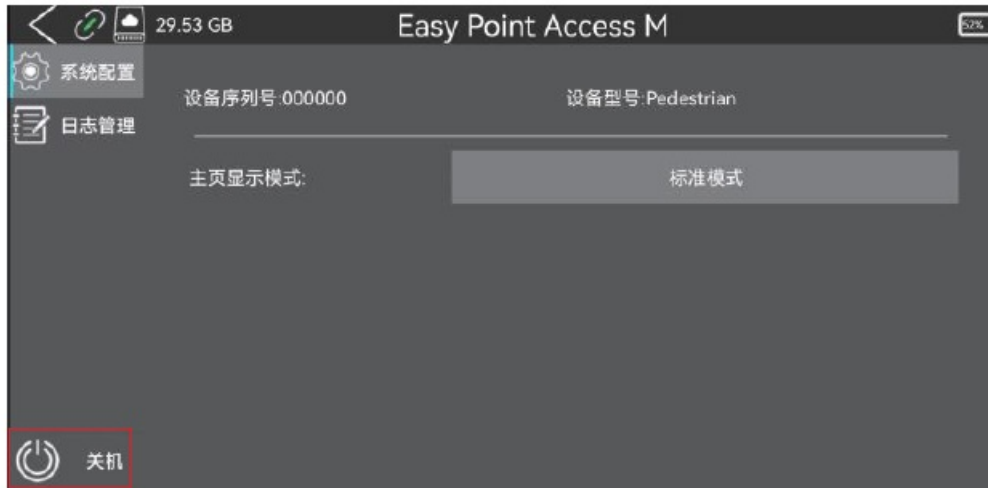 29.53 GB Easy Point Access M 52%
系统配置
设备序列号:000000 设备型号:Pedestrian
日志管理
主页显示模式: 标准模式
关机